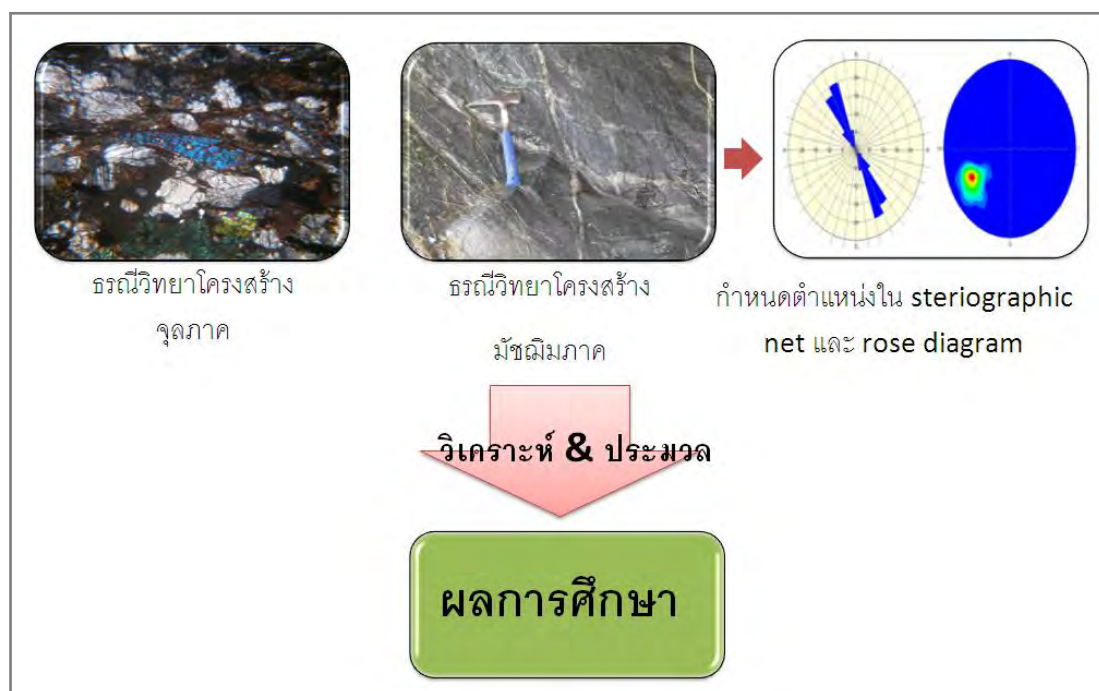 ธรณีวิทยาโครงสร้าง
จุลภาค
ธรณีวิทยาโครงสร้าง
มัชฌิมภาค
กำหนดตำแหน่งใน steriographic
net และ rose diagram
วิเคราะห์ & ประมวล
ผลการศึกษา